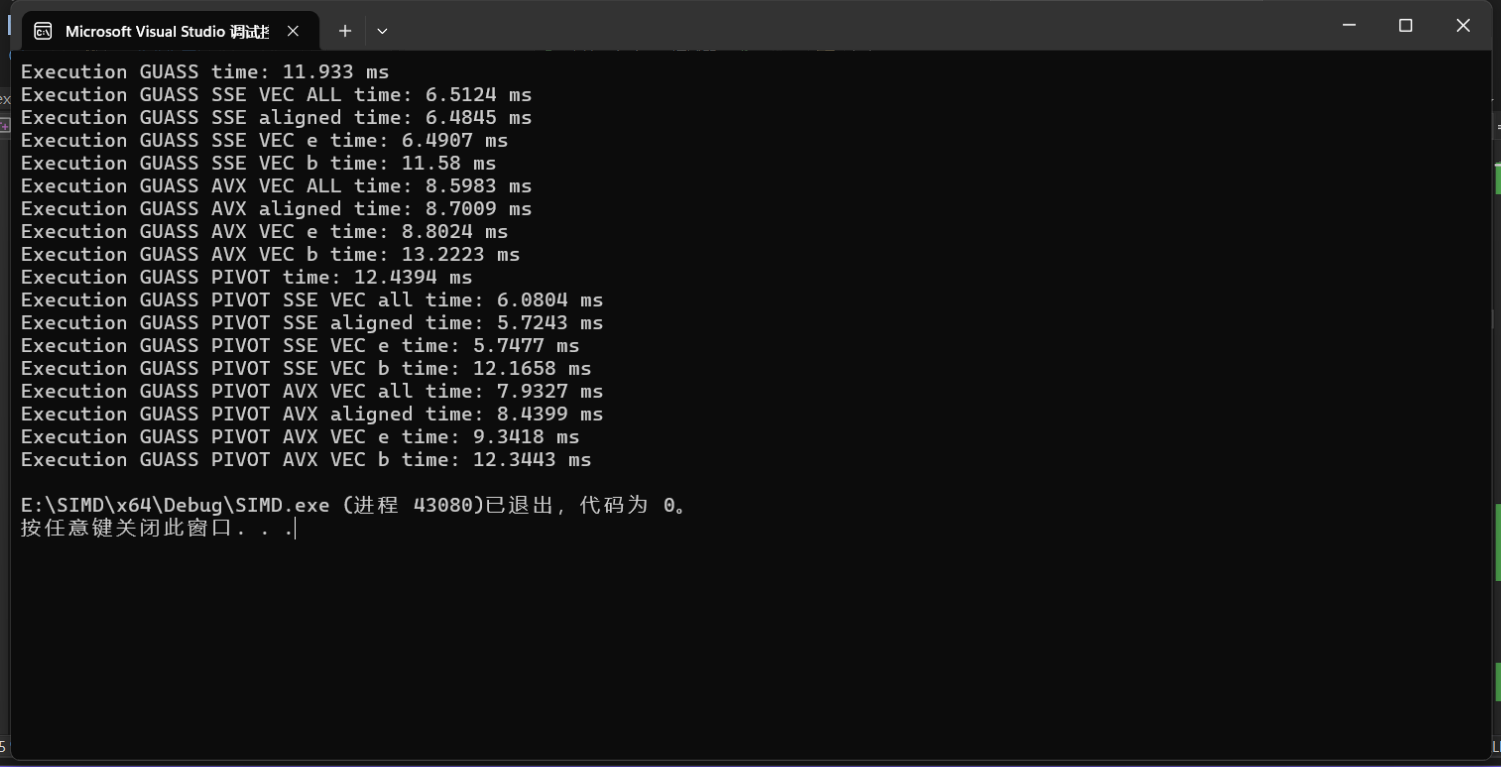 Microsoft Visual Studio 调试控
Execution GUASS time: 11.933 ms
Execution GUASS SSE VEC ALL time: 6.5124 ms
Execution GUASS SSE aligned time: 6.4845 ms
Execution GUASS SSE VEC e time: 6.4907 ms
Execution GUASS SSE VEC b time: 11.58 ms
Execution GUASS AVX VEC ALL time: 8.5983 ms
Execution GUASS AVX aligned time: 8.7009 ms
Execution GUASS AVX VEC e time: 8.8024 ms
Execution GUASS AVX VEC b time: 13.2223 ms
Execution GUASS PIVOT time: 12.4394 ms
Execution GUASS PIVOT SSE VEC all time: 6.0804 ms
Execution GUASS PIVOT SSE aligned time: 5.7243 ms
Execution GUASS PIVOT SSE VEC e time: 5.7477 ms
Execution GUASS PIVOT SSE VEC b time: 12.1658 ms
Execution GUASS PIVOT AVX VEC all time: 7.9327 ms
Execution GUASS PIVOT AVX aligned time: 8.4399 ms
Execution GUASS PIVOT AVX VEC e time: 9.3418 ms
Execution GUASS PIVOT AVX VEC b time: 12.3443 ms
E:\SIMD\x64\Debug\SIMD.exe (进程 43080)已退出，代码为 0。
按任意键关闭此窗口. . .